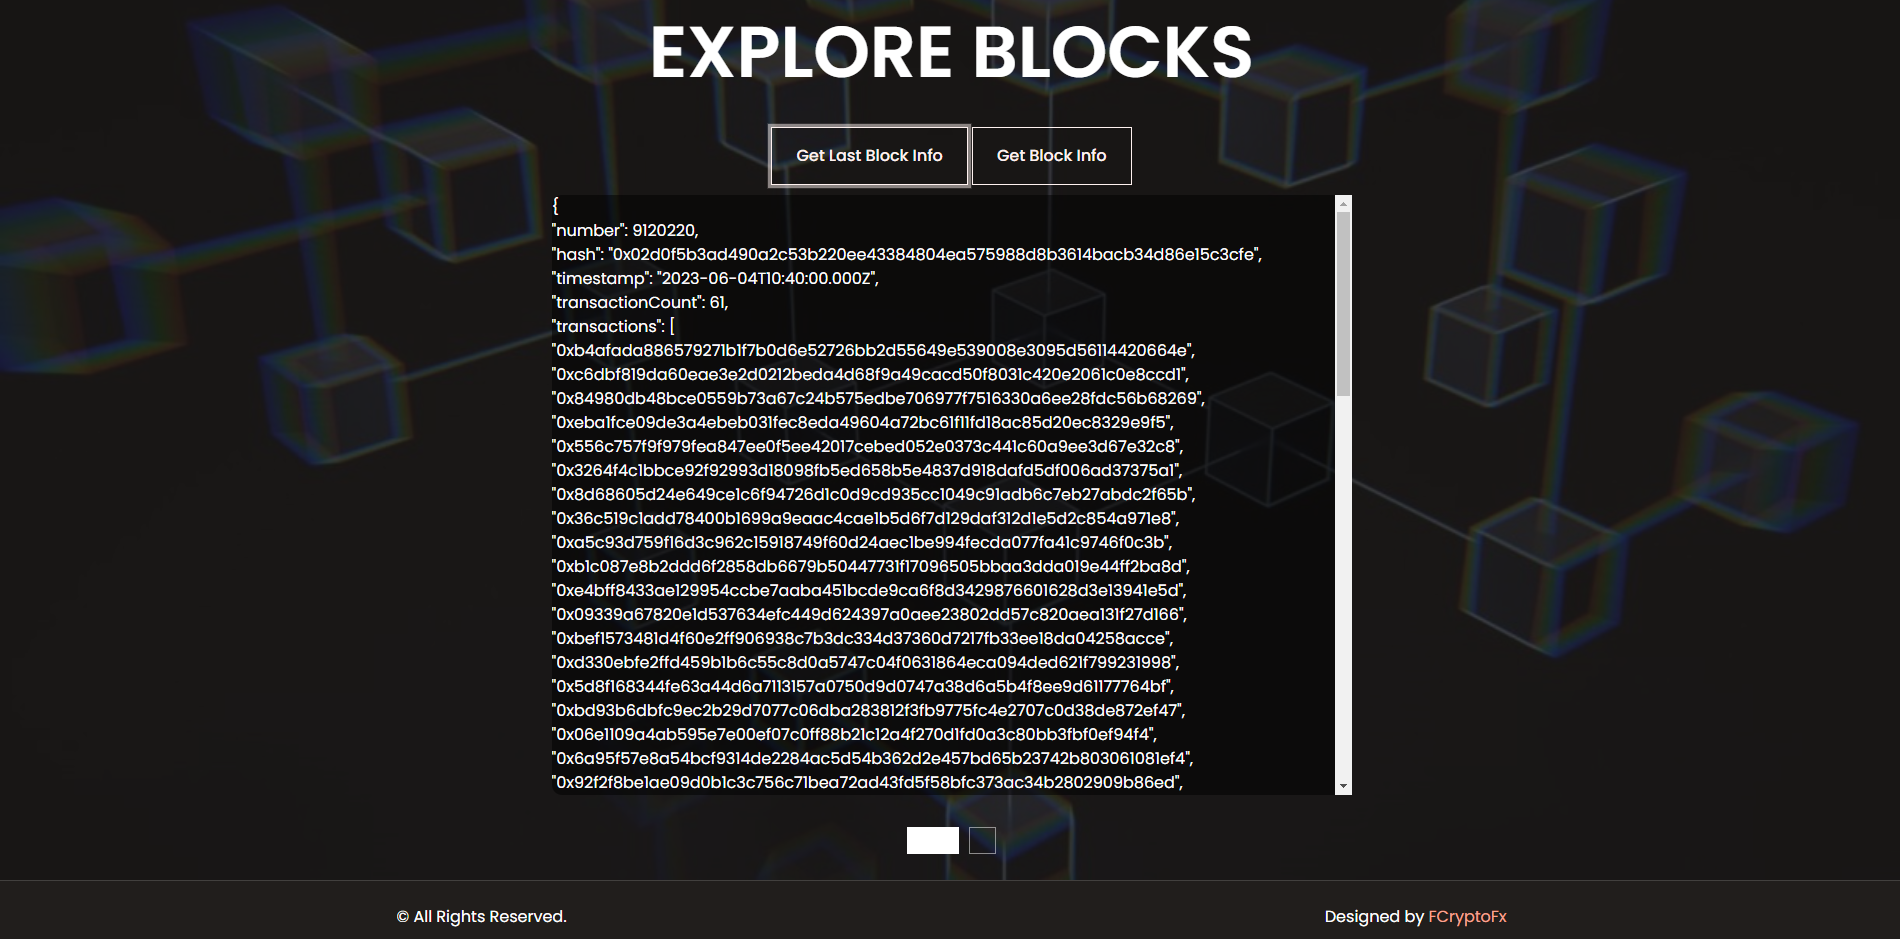 EXPLORE BLOCKS
Get Last Block Info
Get Block Info
{
"number": 9120220,
"hash": "0x02d0f5b3ad490a2c53b220ee43384804ea575988d8b3614bacb34d86e15c3cfe",
"timestamp": "2023-06-04T10:40:00.000Z",
"transactionCount": 61,
"transactions": [
"0xb4afada886579271b1f7b0d6e52726bb2d55649e539008e3095d56114420664e",
"0xc6dbf819da60eae3e2d0212beda4d68f9a49cacd50f8031c420e2061c0e8ccd1",
"0x84980db48bce0559b73a67c24b575edbe706977f7516330a6ee28fdc56b68269",
"0xeba1fce09de3a4ebeb031fec8eda49604a72bc61f11fd18ac85d20ec8329e9f5",
"0x556c757f9f979fea847ee0f5ee42017cebed052e0373c441c60a9ee3d67e32c8",
"0x3264f4c1bbce92f92993d18098fb5ed658b5e4837d918dafd5df006ad37375a1",
"0x8d68605d24e649ce1c6f94726d1c0d9cd935cc1049c91adb6c7eb27abdc2f65b",
"0x36c519c1add78400b1699a9eaac4cae1b5d6f7d129daf312d1e5d2c854a971e8",
"0xa5c93d759f16d3c962c15918749f60d24aec1be994fecda077fa41c9746f0c3b",
"0xb1c087e8b2ddd6f2858db6679b50447731f17096505bbaa3dda019e44ff2ba8d",
"0xe4bff8433ae129954ccbe7aaba451bcde9ca6f8d3429876601628d3e13941e5d",
"0x09339a67820e1d537634efc449d624397a0aee23802dd57c820aea131f27d166",
"0xbef1573481d4f60e2ff906938c7b3dc334d37360d7217fb33ee18da04258acce",
"0xd330ebfe2ffd459b1b6c55c8d0a5747c04f0631864eca094ded621f799231998",
"0x5d8f168344fe63a44d6a7113157a0750d9d0747a38d6a5b4f8ee9d61177764bf",
"0xbd93b6dbfc9ec2b29d7077c06dba283812f3fb9775fc4e2707c0d38de872ef47",
"0x06e1109a4ab595e7e00ef07c0ff88b21c12a4f270d1fd0a3c80bb3fbf0ef94f4",
"0x6a95f57e8a54bcf9314de2284ac5d54b362d2e457bd65b23742b803061081ef4",
"0x92f2f8be1ae09d0b1c3c756c71bea72ad43fd5f58bfc373ac34b2802909b86ed",
© All Rights Reserved.
Designed by FCryptoFx